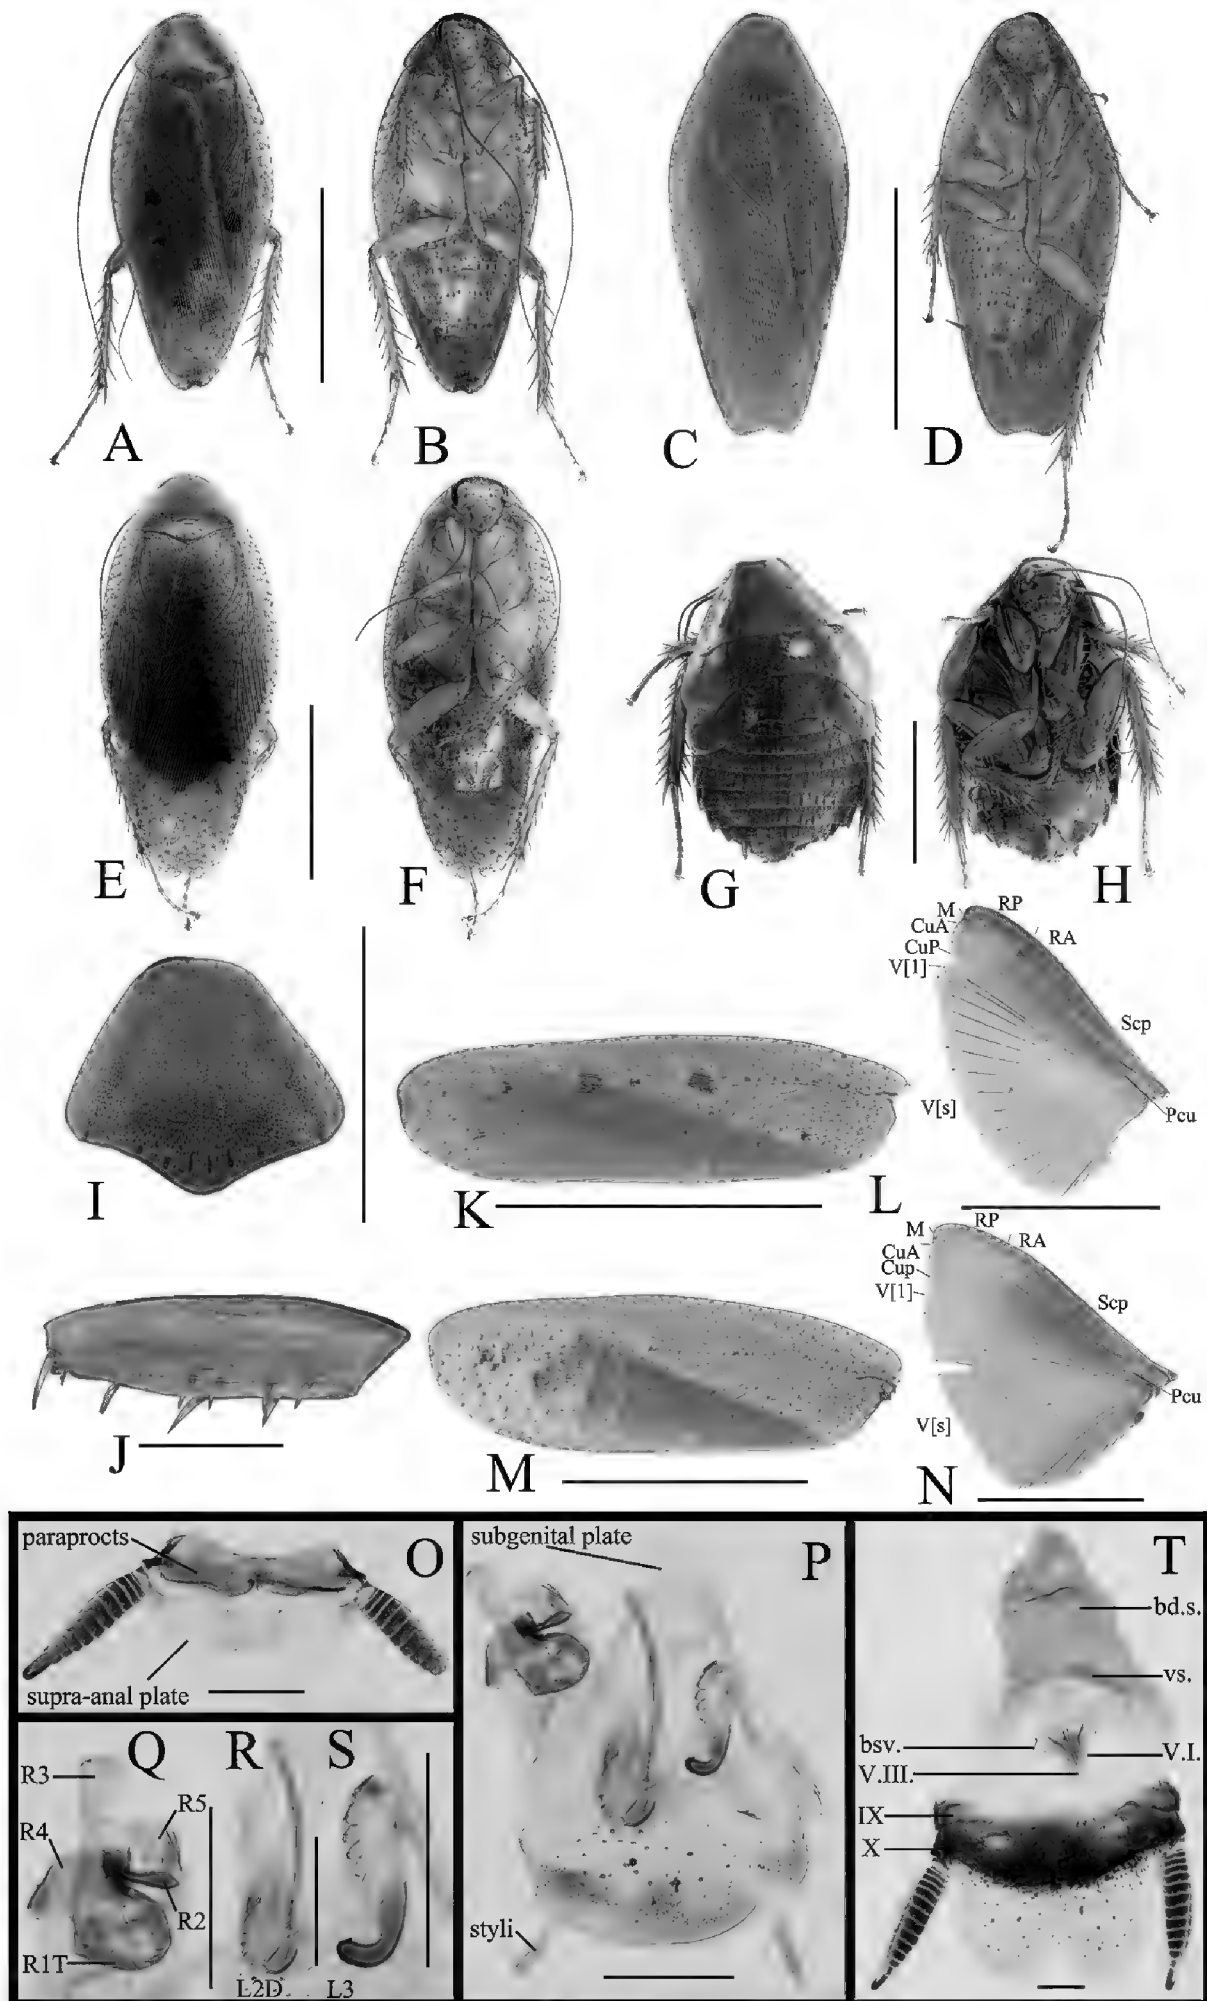 A
B
C
D
E
F
G
H
M
RP
CuA
RA
CuP
V[1]
Scp
V[s]
Pcu
I
K
L
M
RP
CuA
RA
Cup
V[1]
Scp
Pcu
V[s]
J
M
N
paraprocts
O
supra-anal plate
subgenital plate
P
styli
T
bd.s.
vs.
bsv.
V.I.
V.III.
IX
X
Q
R
S
R3
R5
R4
R2
R1T
L2D
L3